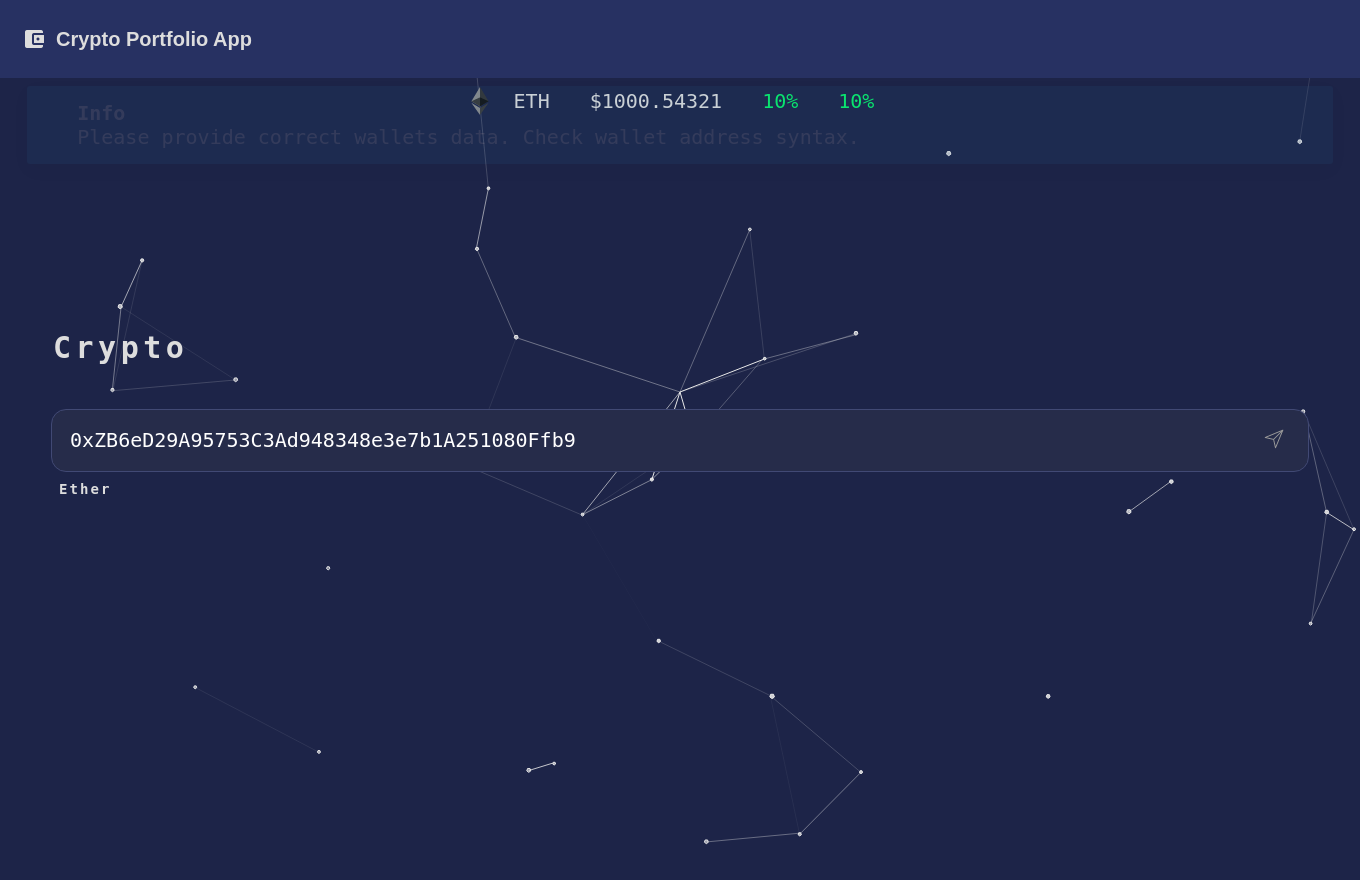 Crypto Portfolio App
ETH $1000.54321 10% 10%
Info
Please provide correct wallets data. Check wallet address syntax.
Crypto
0xZB6eD29A95753C3Ad948348e3e7b1A251080Ffb9
Ether